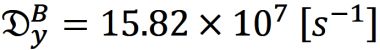 𝔇_y^B = 15.82 × 10^7 [s^−1]